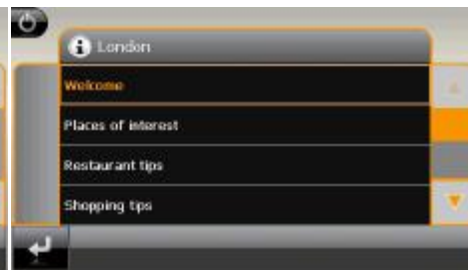 London
Welcome
Places of interest
Restaurant tips
Shopping tips